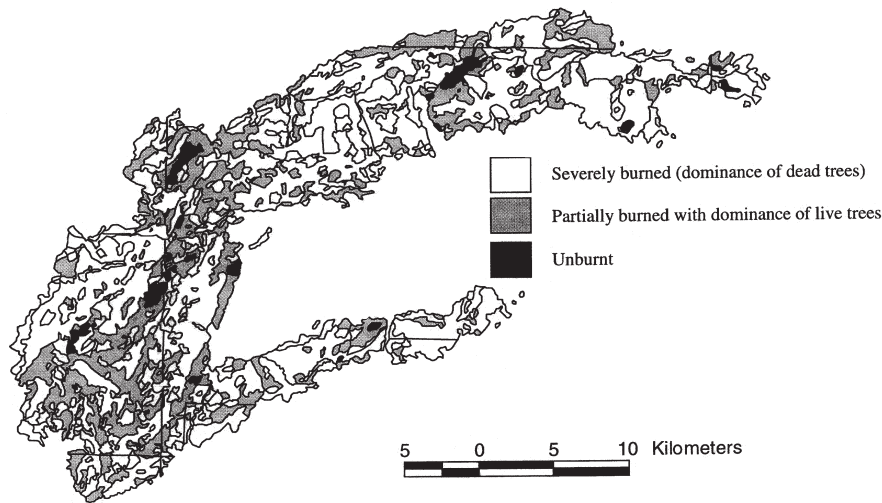 Severely burned (dominance of dead trees)
Partially burned with dominance of live trees
Unburnt
5 0 5 10 Kilometers